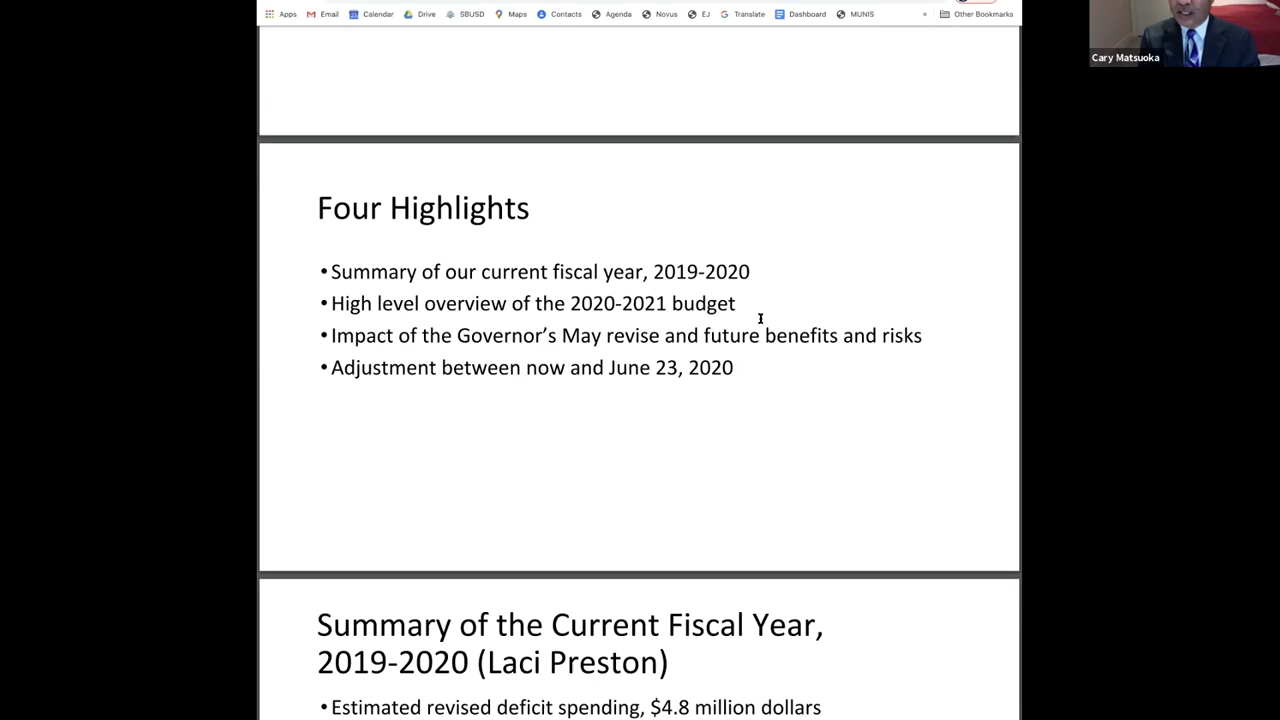 Apps Email Calendar Drive SBUSD Maps Contacts Agenda Novus EJ Translate Dashboard MUNIS » Other Bookmarks
Cary Matsuoka
Four Highlights
• Summary of our current fiscal year, 2019-2020
• High level overview of the 2020-2021 budget
• Impact of the Governor’s May revise and future benefits and risks
• Adjustment between now and June 23, 2020
Summary of the Current Fiscal Year,
2019-2020 (Laci Preston)
• Estimated revised deficit spending, $4.8 million dollars